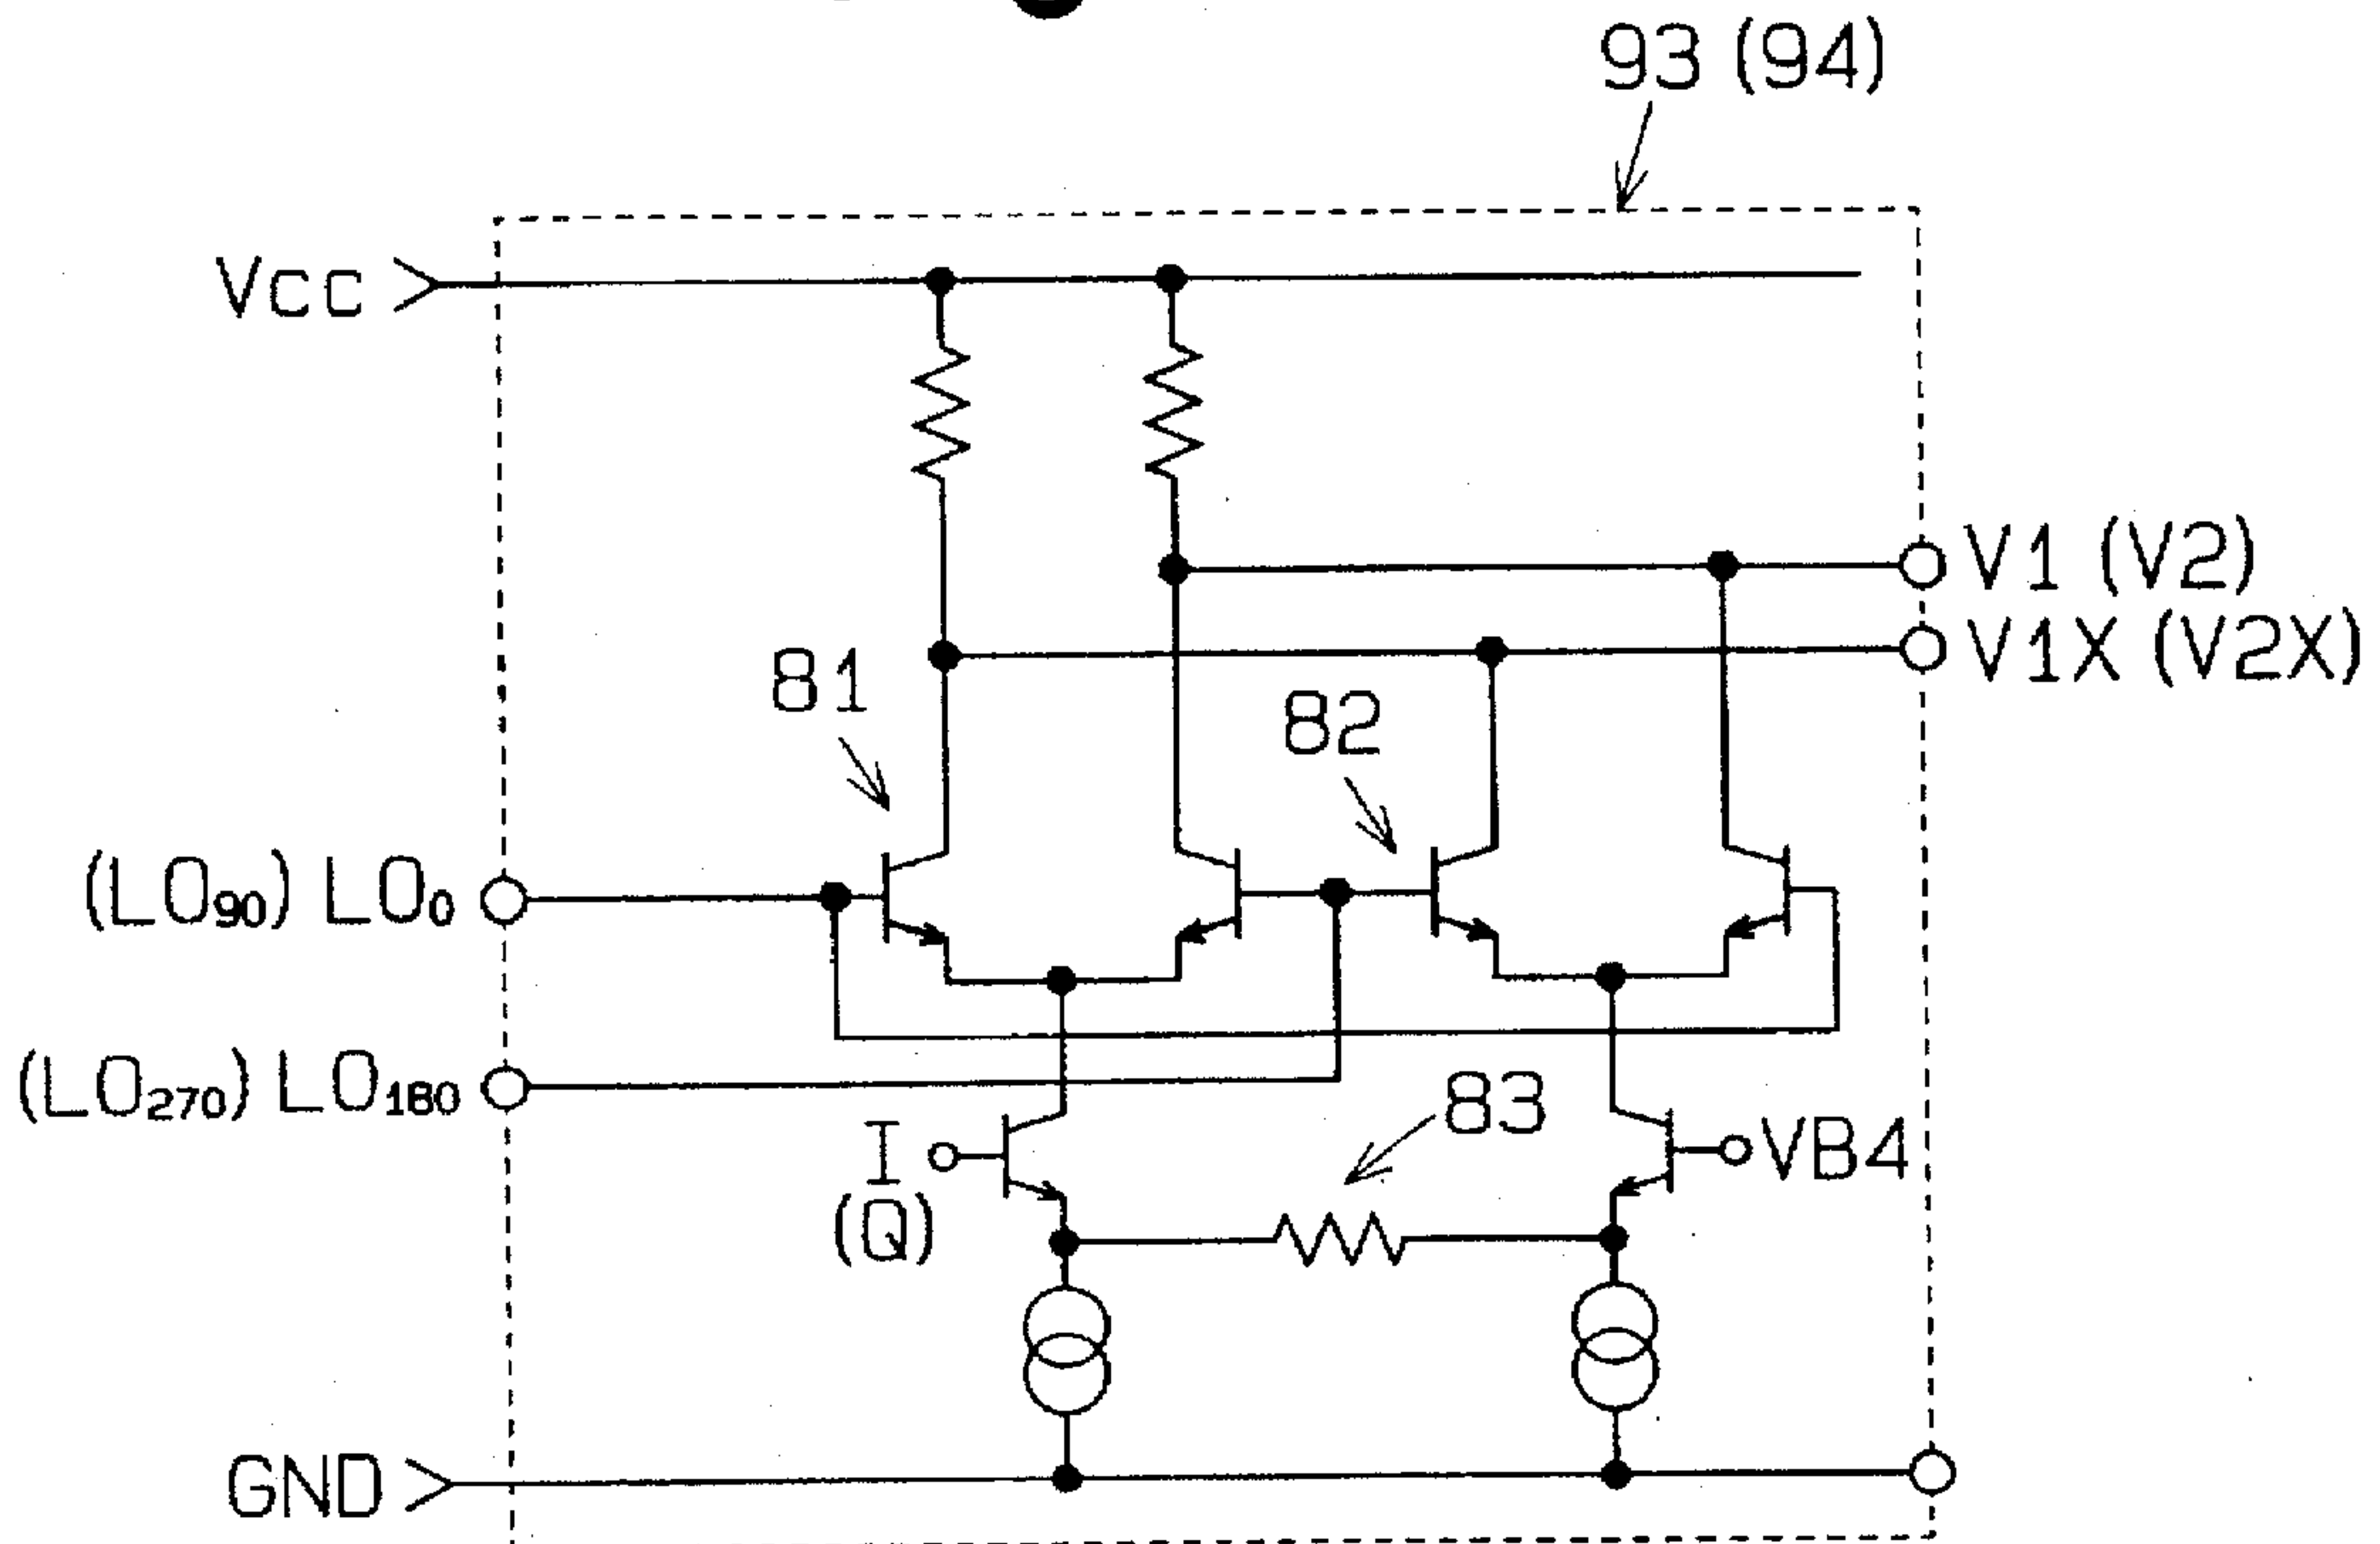 93 (94)
VCC
V1 (V2)
V1X (V2X)
81
82
(LO90) LO0
(LO270) LO180
83
I
(Q)
VB4
GND